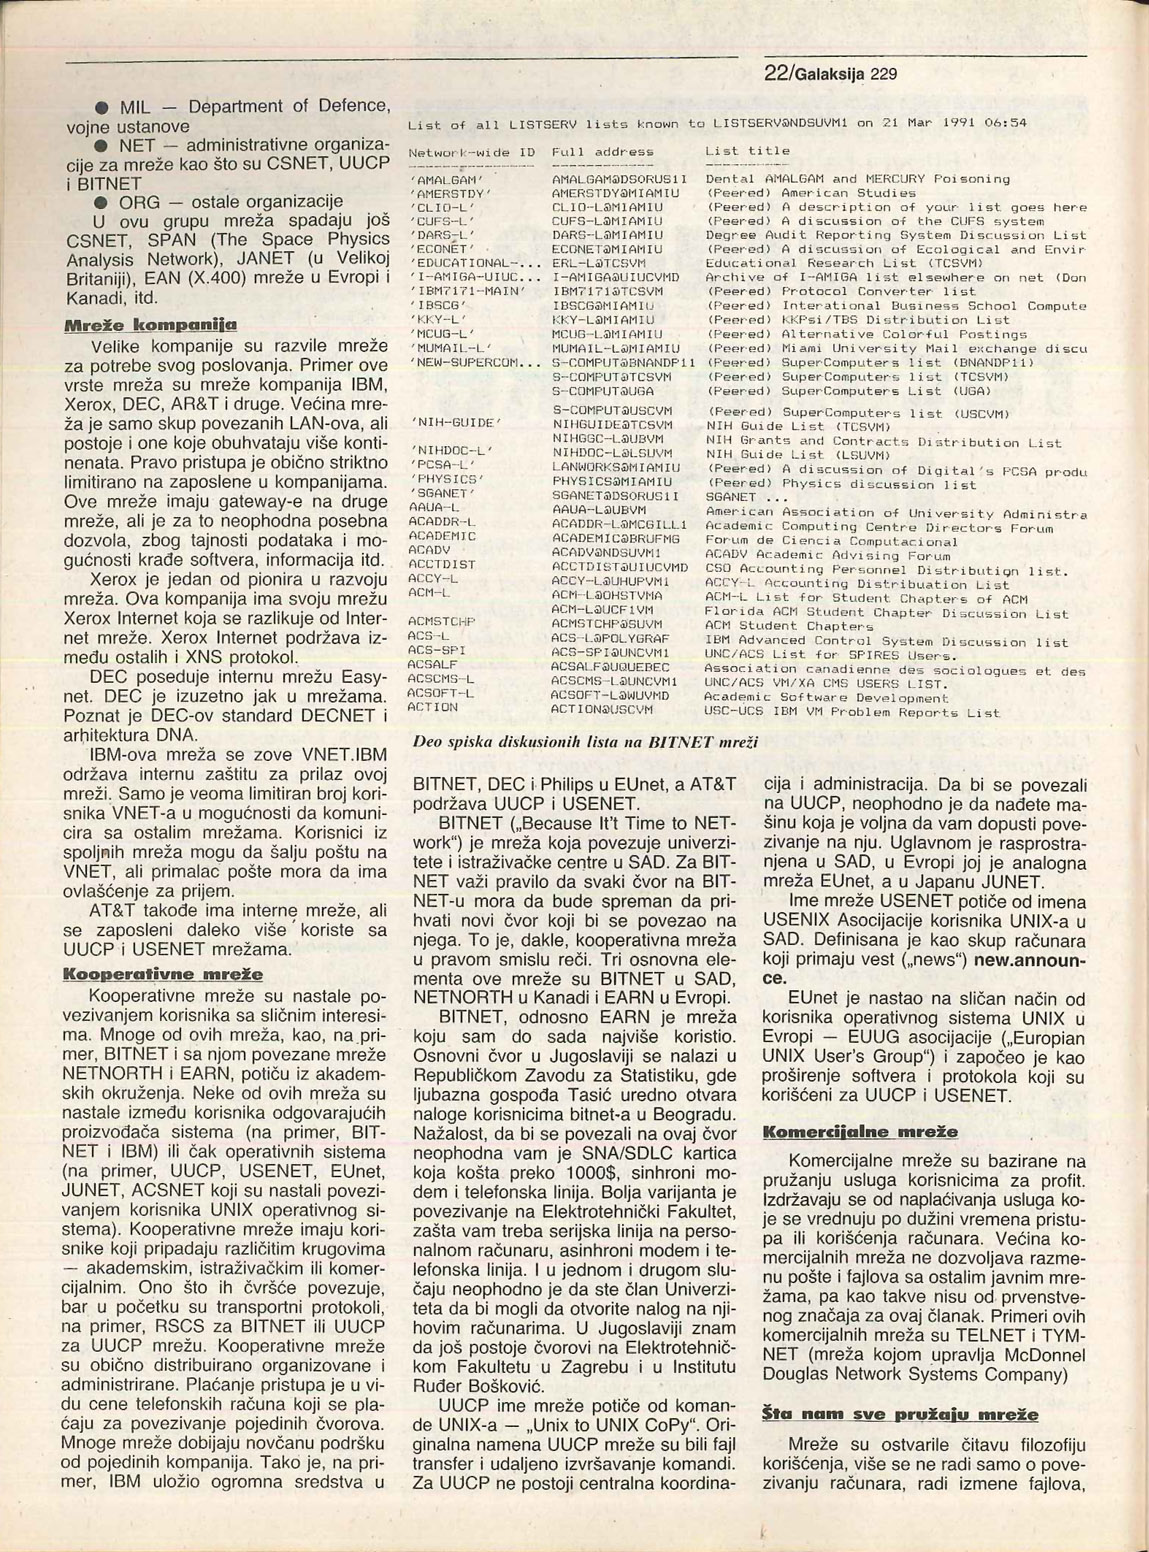 22/Galaksija 229
● MIL — Department of Defence,
vojne ustanove
● NET — administrativne organiza-
cije za mreže kao što su CSNET, UUCP
i BITNET
● ORG — ostale organizacije
U ovu grupu mreža spadaju još
CSNET, SPAN (The Space Physics
Analysis Network), JANET (u Velikoj
Britaniji), EAN (X.400) mreže u Evropi i
Kanadi, itd.
Mreže kompanija
Velike kompanije su razvile mreže
za potrebe svog poslovanja. Primer ove
vrste mreža su mreže kompanija IBM,
Xerox, DEC, AR&T i druge. Većina mre-
ža je samo skup povezanih LAN-ova, ali
postoje i one koje obuhvataju više konti-
nenata. Pravo pristupa je obično striktno
limitirano na zaposlene u kompanijama.
Ove mreže imaju gateway-e na druge
mreže, ali je za to neophodna posebna
dozvola, zbog tajnosti podataka i mo-
gućnosti krađe softvera, informacija itd.
Xerox je jedan od pionira u razvoju
mreža. Ova kompanija ima svoju mrežu
Xerox Internet koja se razlikuje od Inter-
net mreže. Xerox Internet podržava iz-
među ostalih i XNS protokol.
DEC poseduje internu mrežu Easy-
net. DEC je izuzetno jak u mrežama.
Poznat je DEC-ov standard DECNET i
arhitektura DNA.
IBM-ova mreža se zove VNET.IBM
održava internu zaštitu za prilaz ovoj
mreži. Samo je veoma limitiran broj kori-
snika VNET-a u mogućnosti da komuni-
cira sa ostalim mrežama. Korisnici iz
spoljnih mreža mogu da šalju poštu na
VNET, ali primalac pošte mora da ima
ovlašćenje za prijem.
AT&T takođe ima interne mreže, ali
se zaposleni daleko više koriste sa
UUCP i USENET mrežama.
Kooperativne mreže
Kooperativne mreže su nastale po-
vezivanjem korisnika sa sličnim interesi-
ma. Mnoge od ovih mreža, kao, na pri-
mer, BITNET i sa njom povezane mreže
NETNORTH i EARN, potiču iz akadem-
skih okruženja. Neke od ovih mreža su
nastale između korisnika odgovarajućih
proizvođača sistema (na primer, BIT-
NET i IBM) ili čak operativnih sistema
(na primer, UUCP, USENET, EUnet,
JUNET, ACSNET koji su nastali povezi-
vanjem korisnika UNIX operativnog si-
stema). Kooperativne mreže imaju kori-
snike koji pripadaju različitim krugovima
— akademskim, istraživačkim ili komer-
cijalnim. Ono što ih čvršće povezuje,
bar u početku su transportni protokoli,
na primer, RSCS za BITNET ili UUCP
za UUCP mrežu. Kooperativne mreže
su obično distribuirano organizovane i
administrirane. Plaćanje pristupa je u vi-
du cene telefonskih računa koji se pla-
ćaju za povezivanje pojedinih čvorova.
Mnoge mreže dobijaju novčanu podršku
od pojedinih kompanija. Tako je, na pri-
mer, IBM uložio ogromna sredstva u
List of all LISTSERV lists known to LISTSERV@NDSUVM1 on 21 Mar 1991 06:54
Network-wide ID Full address List title
'AMALGAM' AMALGAM@DSORUS1I Dental AMALGAM and MERCURY Poisoning
'AMERSTDY' AMERSTDY@MIAMIU (Peered) American Studies
'CLIO-L' CLIO-L@MIAMIU (Peered) A description of your list goes here
'CUFS-L' CUFS-L@MIAMIU (Peered) A discussion of the CUFS system
'DARS-L' DARS-L@MIAMIU Degree Audit Reporting System Discussion List
'ECONET' ECONET@MIAMIU (Peered) A discussion of Ecological and Envir
'EDUCATIONAL-... ERL-L@TCSVM Educational Research List (TCSVM)
'I-AMIGA-UIUC... I-AMIGA@UIUCVMD Archive of I-AMIGA list elsewhere on net (Don
'IBM7171-MAIN' IBM7171@TCSVM (Peered) Protocol Converter list
'IBSCG' IBSCG@MIAMIU (Peered) Interational Business School Compute
'KKY-L' KKY-L@MIAMIU (Peered) KKPsi/TBS Distribution List
'MCUG-L' MCUG-L@MIAMIU (Peered) Alternative Colorful Postings
'MUMAIL-L' MUMAIL-L@MIAMIU (Peered) Miami University Mail exchange discu
'NEW-SUPERCOM... S-COMPUT@BNANDP11 (Peered) SuperComputers list (BNANDP11)
S-COMPUT@TCSVM (Peered) SuperComputers list (TCSVM)
S-COMPUT@UGA (Peered) SuperComputers List (UGA)
S-COMPUT@USCVM (Peered) SuperComputers list (USCVM)
'NIH-GUIDE' NIHGUIDE@TCSVM NIH Guide List (TCSVM)
NIHGGC-L@UBVM NIH Grants and Contracts Distribution List
'NIHDOC-L' NIHDOC-L@LSUVM NIH Guide List (LSUVM)
'PCSA-L' LANWORKS@MIAMIU (Peered) A discussion of Digital's PCSA produ
'PHYSICS' PHYSICS@MIAMIU (Peered) Physics discussion list
'SGANET' SGANET@DSORUS1I SGANET ...
AAUA-L AAUA-L@UBVM American Association of University Administra
ACADDR-L ACADDR-L@MCGILL1 Academic Computing Centre Directors Forum
ACADEMIC ACADEMIC@BRUFMG Forum de Ciencia Computacional
ACADV ACADV@NDSUVM1 ACADV Academic Advising Forum
ACCTDIST ACCTDIST@UIUCVMD CSO Accounting Personnel Distribution list.
ACCY-L ACCY-L@UHUPVM1 ACCY-L Accounting Distribuation List
ACM-L ACM-L@OHSTVMA ACM-L List for Student Chapters of ACM
ACM-L@UCF1VM Florida ACM Student Chapter Discussion List
ACMSTCHP ACMSTCHP@SUVM ACM Student Chapters
ACS-L ACS-L@POLYGRAF IBM Advanced Control System Discussion list
ACS-SPI ACS-SPI@UNCVM1 UNC/ACS List for SPIRES Users.
ACSALF ACSALF@UQUEBEC Association canadienne des sociologues et des
ACSCMS-L ACSCMS-L@UNCVM1 UNC/ACS VM/XA CMS USERS LIST.
ACSOFT-L ACSOFT-L@WUVMD Academic Software Development
ACTION ACTION@USCVM USC-UCS IBM VM Problem Reports List
Deo spiska diskusionih lista na BITNET mreži
BITNET, DEC i Philips u EUnet, a AT&T
podržava UUCP i USENET.
BITNET („Because It't Time to NET-
work“) je mreža koja povezuje univerzi-
tete i istraživačke centre u SAD. Za BIT-
NET važi pravilo da svaki čvor na BIT-
NET-u mora da bude spreman da pri-
hvati novi čvor koji bi se povezao na
njega. To je, dakle, kooperativna mreža
u pravom smislu reči. Tri osnovna ele-
menta ove mreže su BITNET u SAD,
NETNORTH u Kanadi i EARN u Evropi.
BITNET, odnosno EARN je mreža
koju sam do sada najviše koristio.
Osnovni čvor u Jugoslaviji se nalazi u
Republičkom Zavodu za Statistiku, gde
ljubazna gospođa Tasić uredno otvara
naloge korisnicima bitnet-a u Beogradu.
Nažalost, da bi se povezali na ovaj čvor
neophodna vam je SNA/SDLC kartica
koja košta preko 1000$, sinhroni mo-
dem i telefonska linija. Bolja varijanta je
povezivanje na Elektrotehnički Fakultet,
zašta vam treba serijska linija na perso-
nalnom računaru, asinhroni modem i te-
lefonska linija. I u jednom i drugom slu-
čaju neophodno je da ste član Univerzi-
teta da bi mogli da otvorite nalog na nji-
hovim računarima. U Jugoslaviji znam
da još postoje čvorovi na Elektrotehnič-
kom Fakultetu u Zagrebu i u Institutu
Ruđer Bošković.
UUCP ime mreže potiče od koman-
de UNIX-a — „Unix to UNIX CoPy“. Ori-
ginalna namena UUCP mreže su bili fajl
transfer i udaljeno izvršavanje komandi.
Za UUCP ne postoji centralna koordina-
cija i administracija. Da bi se povezali
na UUCP, neophodno je da nađete ma-
šinu koja je voljna da vam dopusti pove-
zivanje na nju. Uglavnom je rasprostra-
njena u SAD, u Evropi joj je analogna
mreža EUnet, a u Japanu JUNET.
Ime mreže USENET potiče od imena
USENIX Asocijacije korisnika UNIX-a u
SAD. Definisana je kao skup računara
koji primaju vest („news“) new.announ-
ce.
EUnet je nastao na sličan način od
korisnika operativnog sistema UNIX u
Evropi — EUUG asocijacije („Europian
UNIX User's Group“) i započeo je kao
proširenje softvera i protokola koji su
korišćeni za UUCP i USENET.
Komercijalne mreže
Komercijalne mreže su bazirane na
pružanju usluga korisnicima za profit.
Izdržavaju se od naplaćivanja usluga ko-
je se vrednuju po dužini vremena pristu-
pa ili korišćenja računara. Većina ko-
mercijalnih mreža ne dozvoljava razme-
nu pošte i fajlova sa ostalim javnim mre-
žama, pa kao takve nisu od prvenstve-
nog značaja za ovaj članak. Primeri ovih
komercijalnih mreža su TELNET i TYM-
NET (mreža kojom upravlja McDonnel
Douglas Network Systems Company)
Šta nam sve pružaju mreže
Mreže su ostvarile čitavu filozofiju
korišćenja, više se ne radi samo o pove-
zivanju računara, radi izmene fajlova,